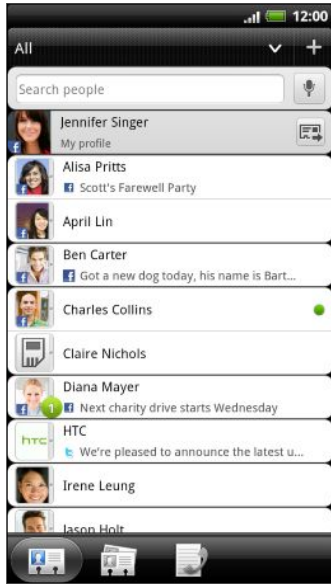 12:00
All
Search people
Jennifer Singer
My profile
Alisa Pritts
Scott's Farewell Party
April Lin
Ben Carter
Got a new dog today, his name is Bart...
Charles Collins
Claire Nichols
Diana Mayer
1 Next charity drive starts Wednesday
hTC HTC
We're pleased to announce the latest u...
Irene Leung
Jason Holt